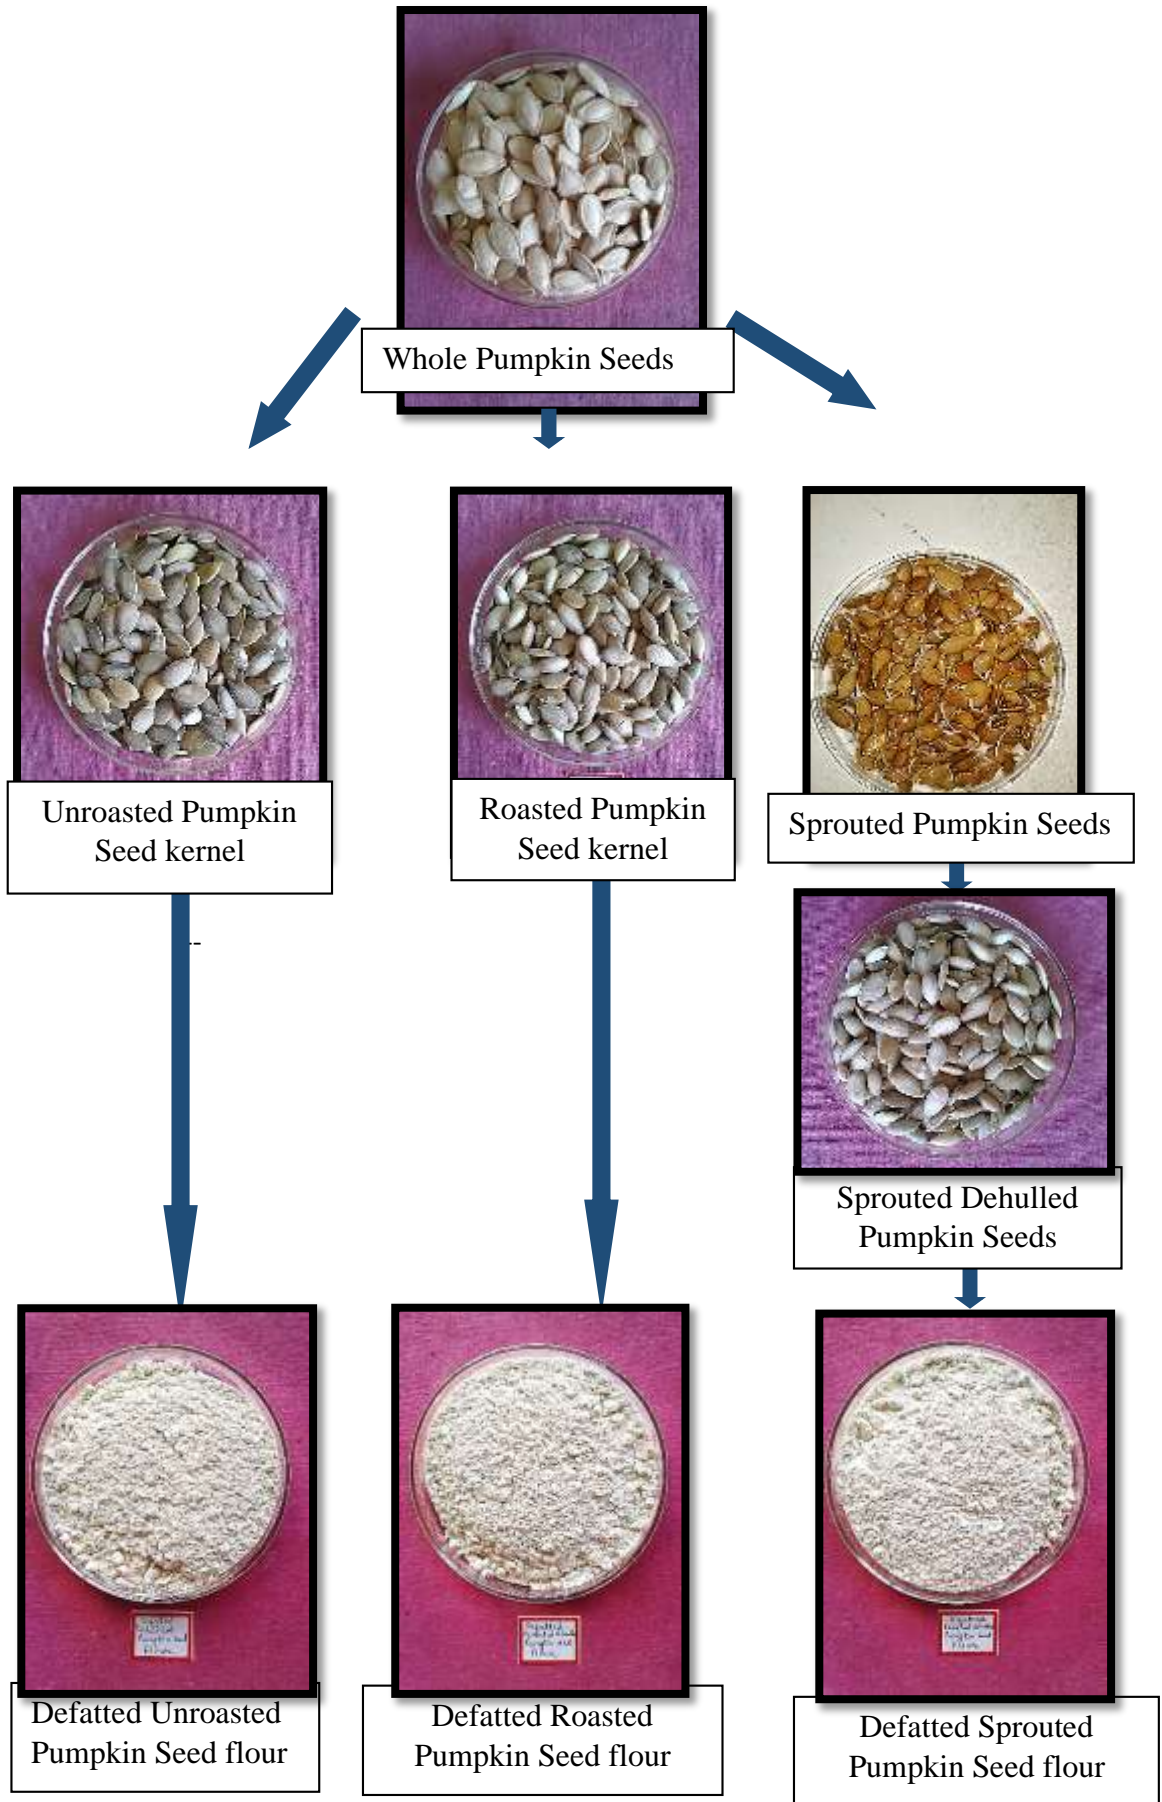 Whole Pumpkin Seeds
Unroasted Pumpkin
Seed kernel
Roasted Pumpkin
Seed kernel
Sprouted Pumpkin Seeds
Sprouted Dehulled
Pumpkin Seeds
Defatted Unroasted
Pumpkin Seed flour
Defatted Roasted
Pumpkin Seed flour
Defatted Sprouted
Pumpkin Seed flour